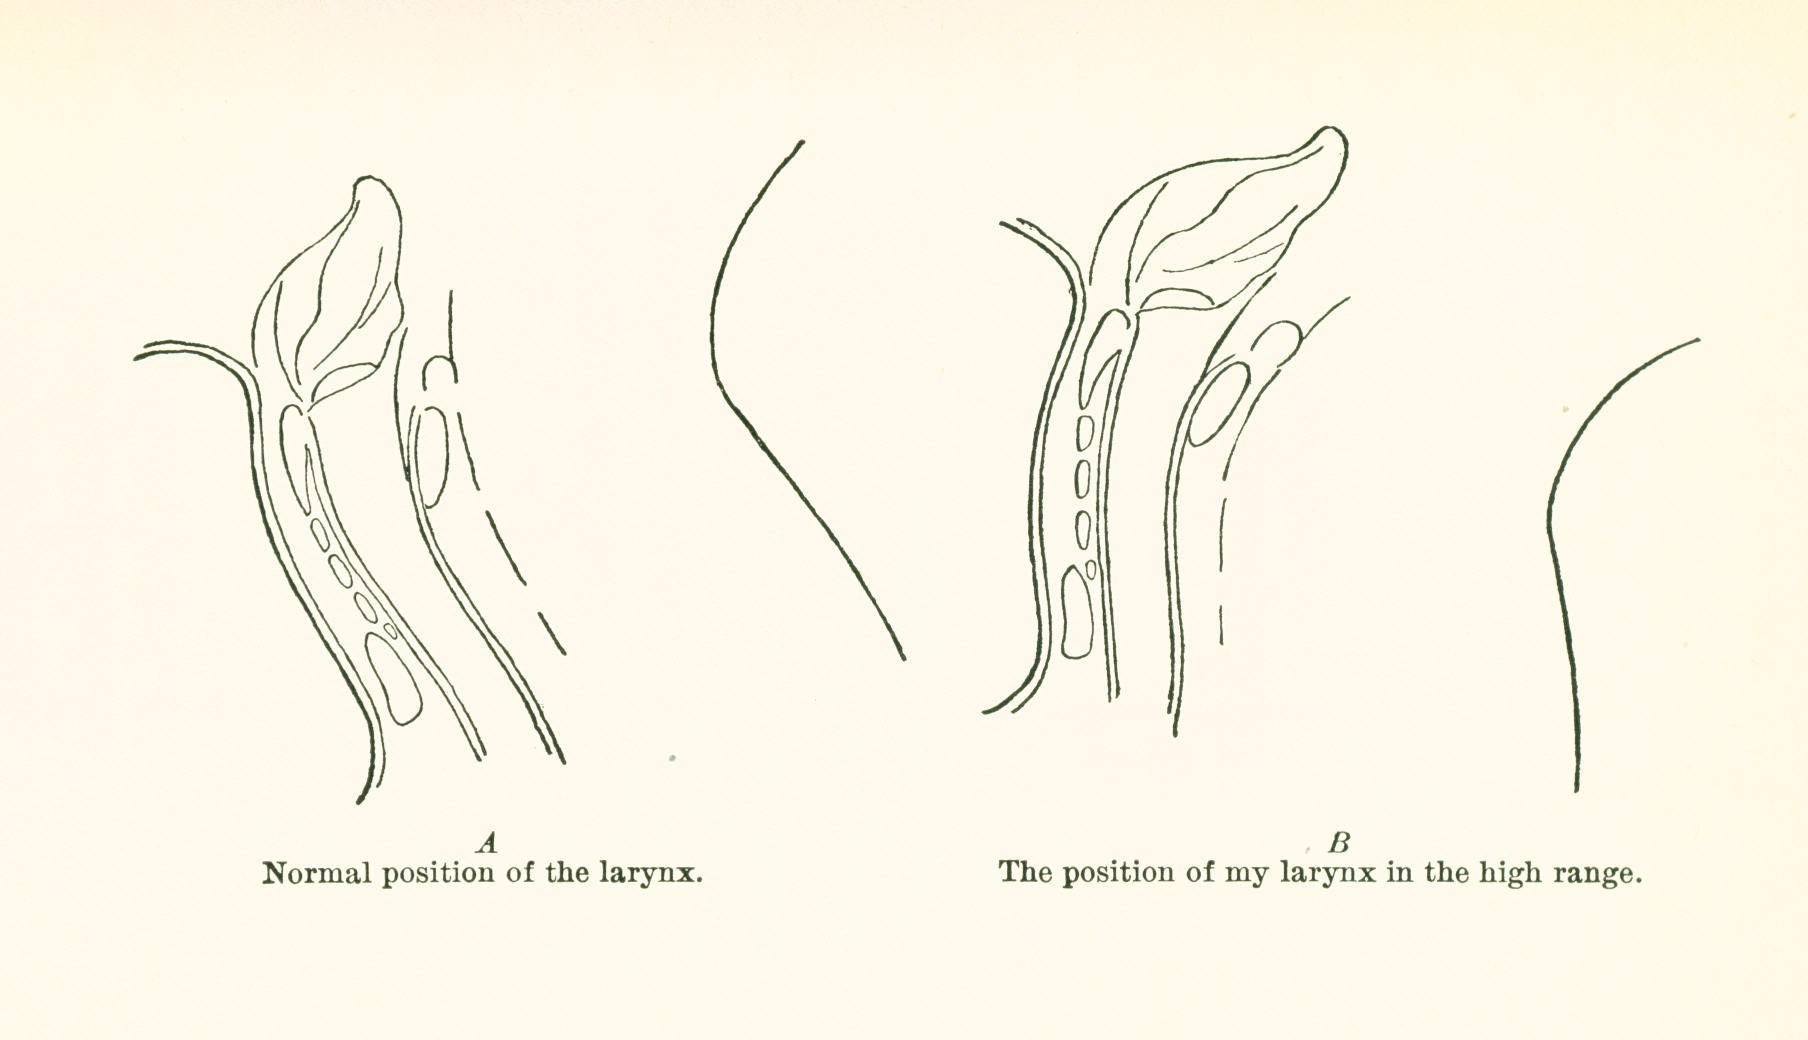 A
Normal position of the larynx.
B
The position of my larynx in the high range.